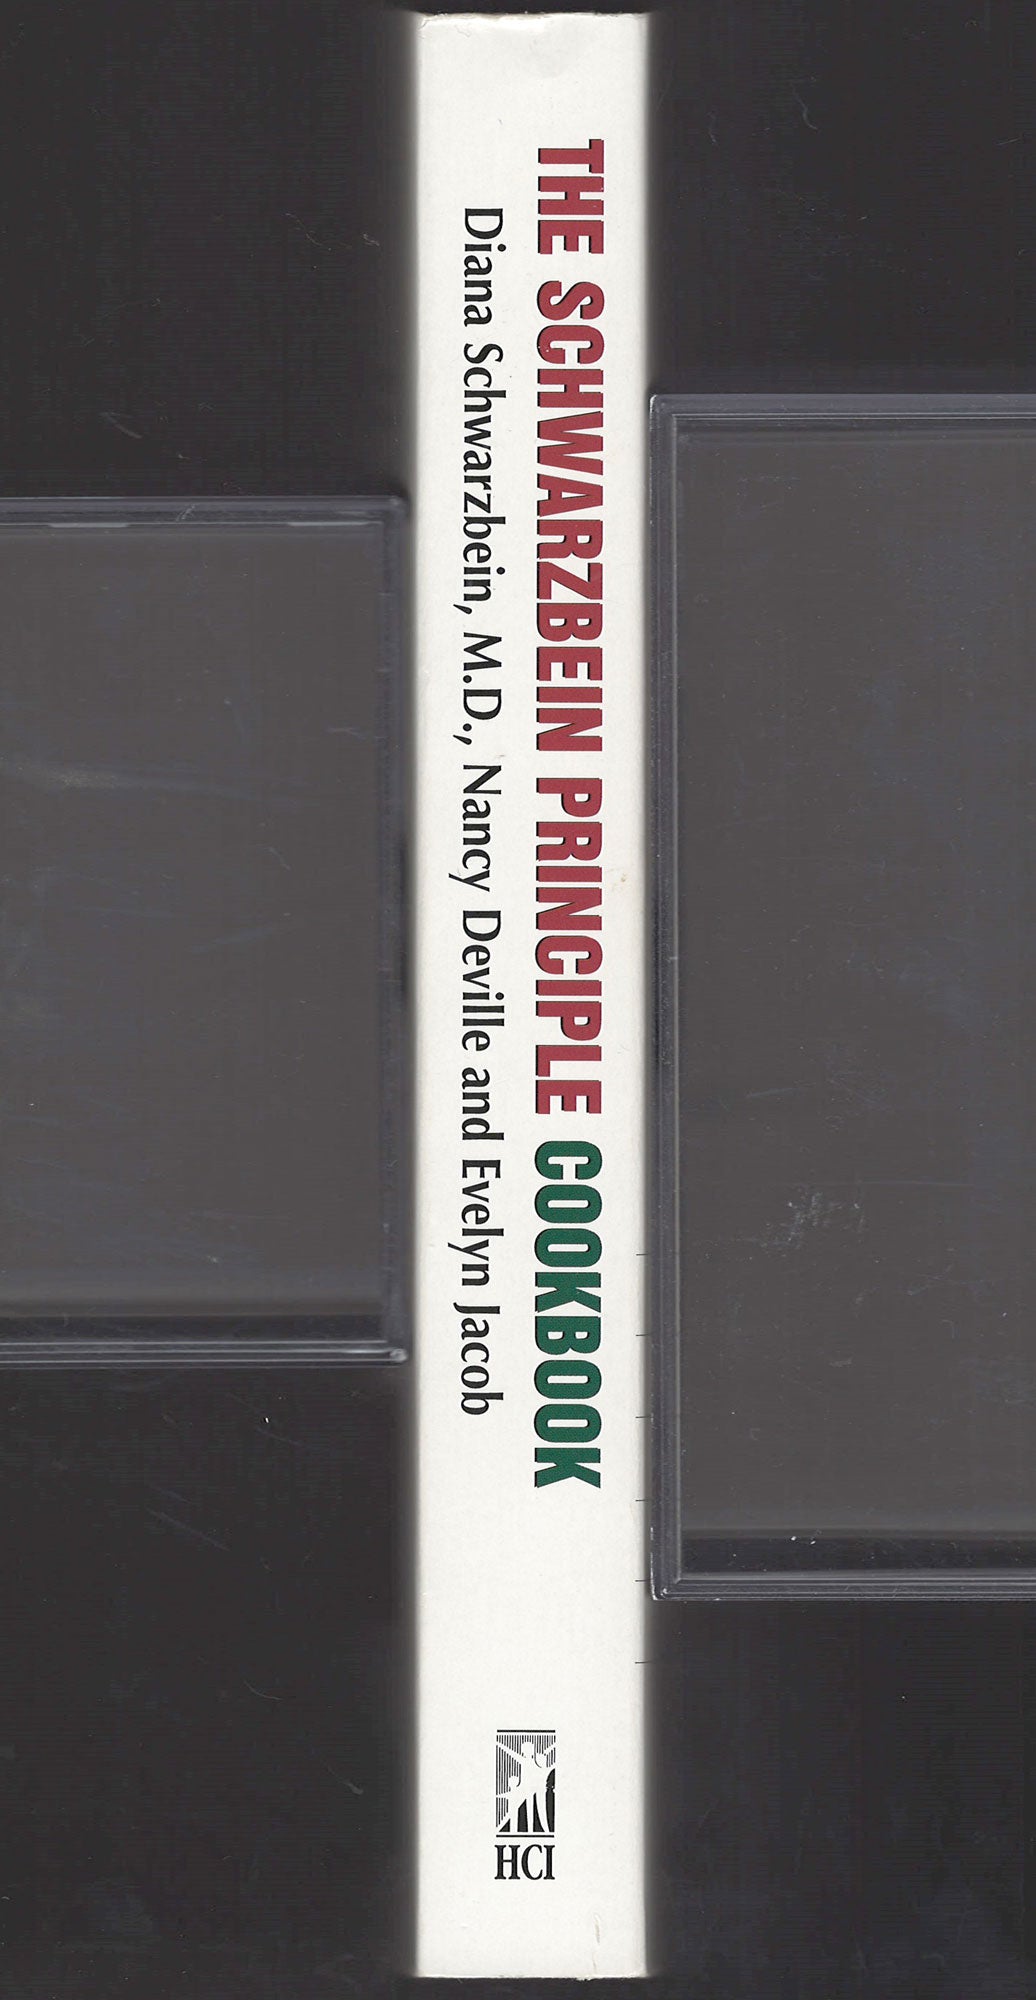 THE SCHWARZBEIN PRINCIPLE COOKBOOK
Diana Schwarzbein, M.D., Nancy Deville and Evelyn Jacob
HCI